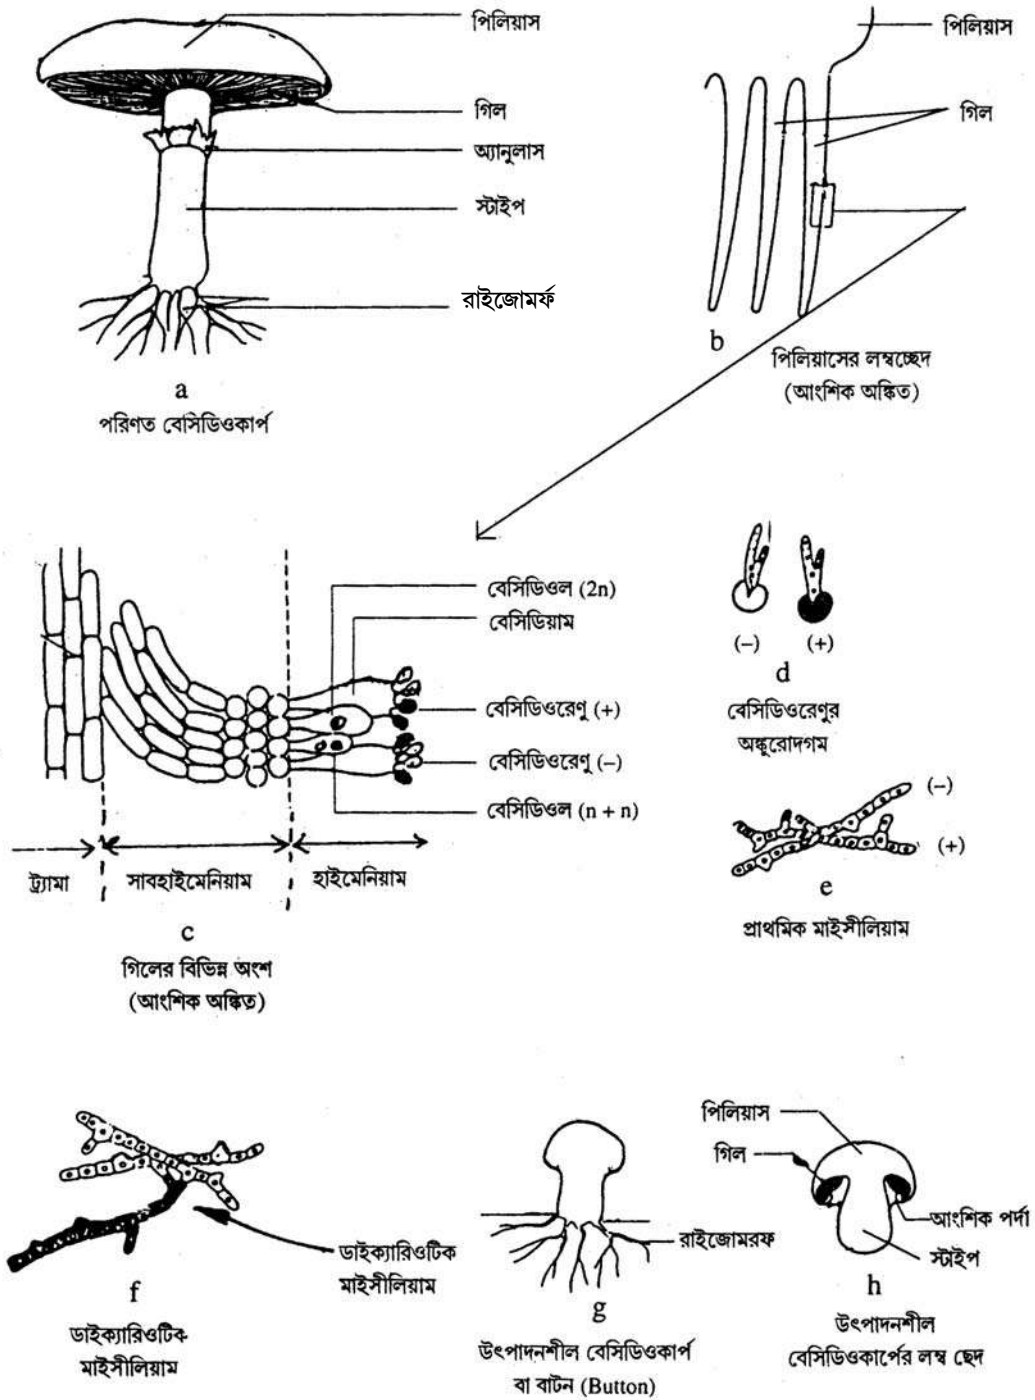 পিলিয়াস
গিল
অ্যানুলাস
স্টাইপ
রাইজোমর্ফ
a
পরিণত বেসিডিওকার্প
পিলিয়াস
গিল
b
পিলিয়াসের লম্বচ্ছেদ
(আংশিক অঙ্কিত)
বেসিডিওল (2n)
বেসিডিয়াম
বেসিডিওরেণু (+)
বেসিডিওরেণু (–)
বেসিডিওল (n + n)
ট্র্যামা
সাবহাইমেনিয়াম
হাইমেনিয়াম
c
গিলের বিভিন্ন অংশ
(আংশিক অঙ্কিত)
(–) (+)
d
বেসিডিওরেণুর
অঙ্কুরোদগম
(–)
(+)
e
প্রাথমিক মাইসীলিয়াম
ডাইক্যারিওটিক
মাইসীলিয়াম
f
ডাইক্যারিওটিক
মাইসীলিয়াম
রাইজোমরফ
g
উৎপাদনশীল বেসিডিওকার্প
বা বাটন (Button)
পিলিয়াস
গিল
আংশিক পর্দা
স্টাইপ
h
উৎপাদনশীল
বেসিডিওকার্পের লম্ব ছেদ